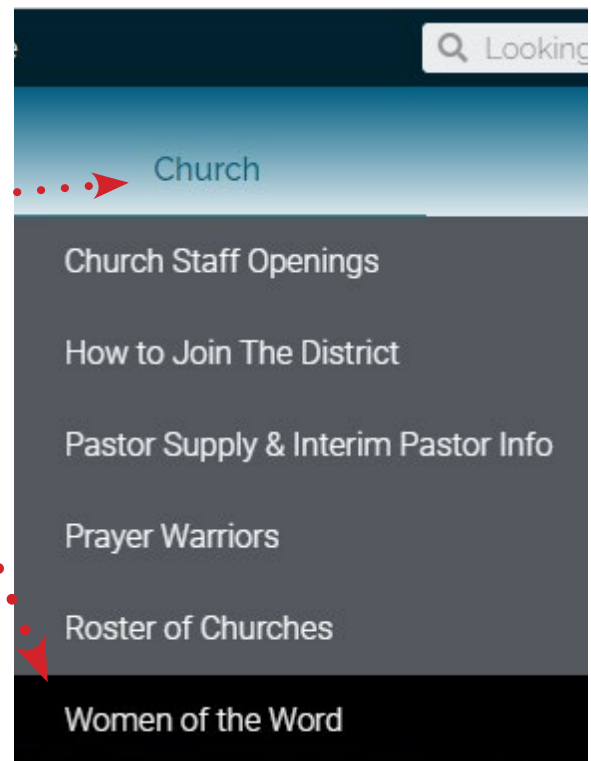 Looking
Church
Church Staff Openings
How to Join The District
Pastor Supply & Interim Pastor Info
Prayer Warriors
Roster of Churches
Women of the Word